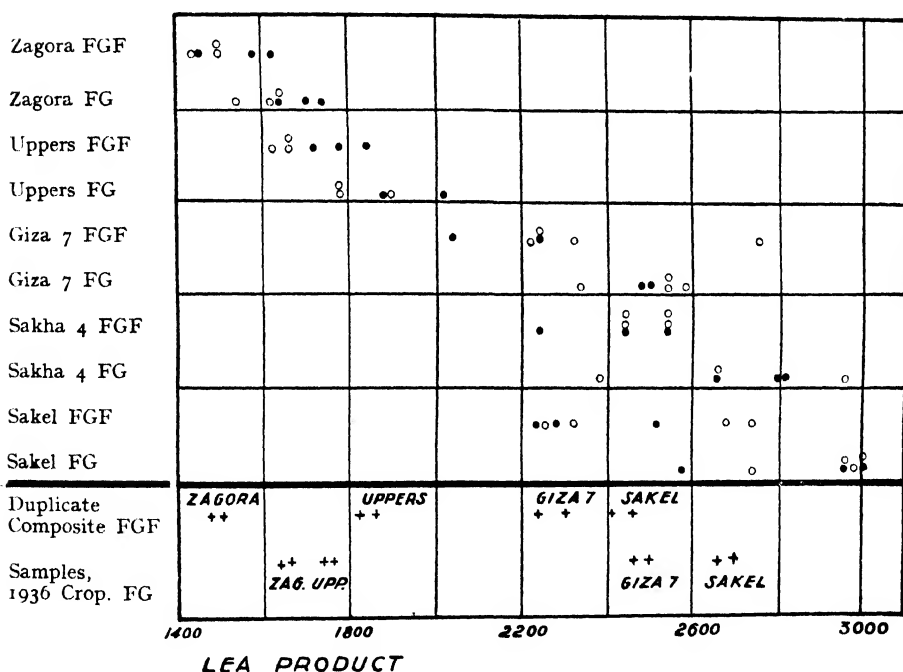 Zagora FGF
Zagora FG
Uppers FGF
Uppers FG
Giza 7 FGF
Giza 7 FG
Sakha 4 FGF
Sakha 4 FG
Sakel FGF
Sakel FG
Duplicate
Composite FGF
ZAGORA UPPERS GIZA 7 SAKEL
Samples,
1936 Crop. FG
ZAG. UPP. GIZA 7 SAKEL
1400 1800 2200 2600 3000
LEA PRODUCT